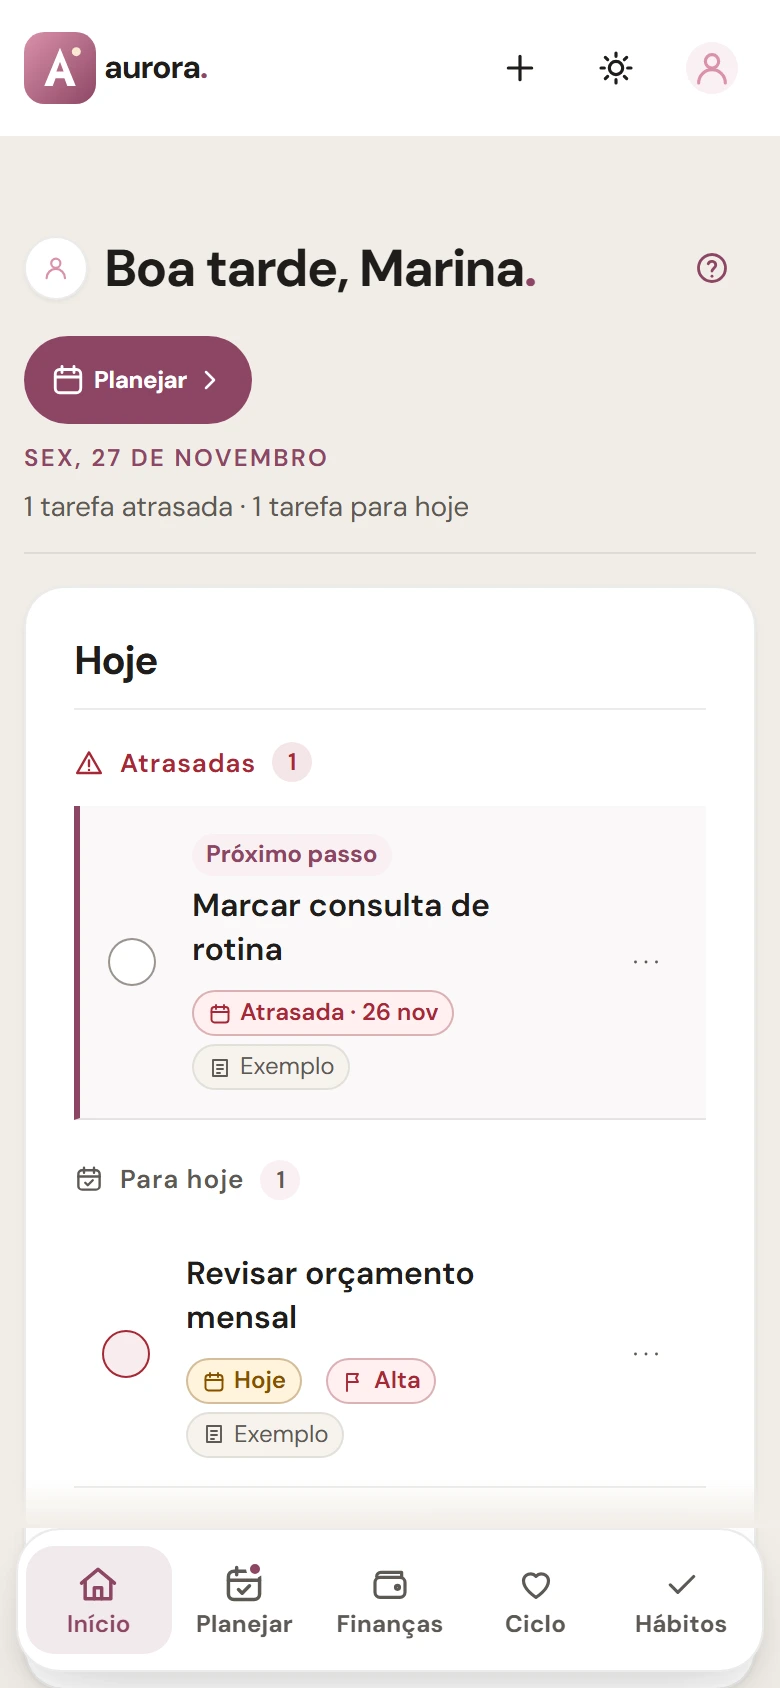 aurora.
Boa tarde, Marina.
Planejar
SEX, 27 DE NOVEMBRO
1 tarefa atrasada · 1 tarefa para hoje
Hoje
Atrasadas 1
Próximo passo
Marcar consulta de
rotina
...
Atrasada · 26 nov
Exemplo
Para hoje 1
Revisar orçamento
mensal
...
Hoje Alta
Exemplo
Início Planejar Finanças Ciclo Hábitos